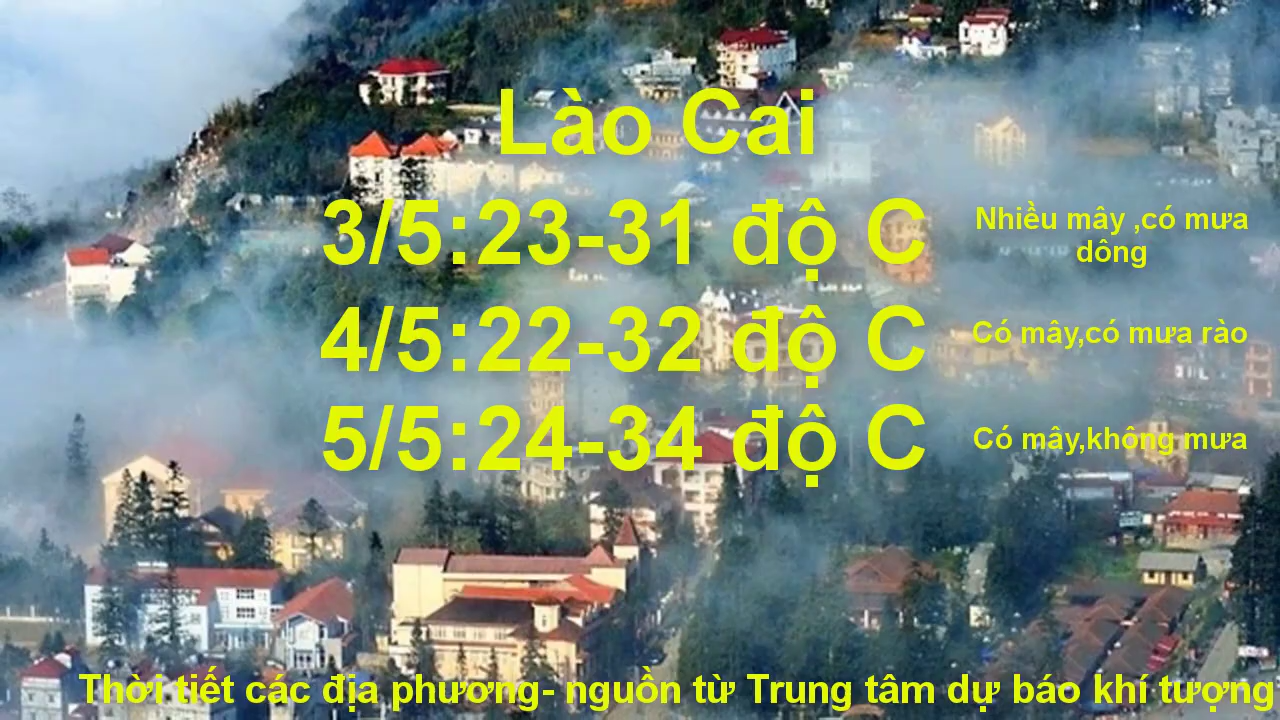 Lào Cai
3/5:23-31 độ C
Nhiều mây ,có mưa
dông
4/5:22-32 độ C
Có mây,có mưa rào
5/5:24-34 độ C
Có mây,không mưa
Thời tiết các địa phương- nguồn từ Trung tâm dự báo khí tượng